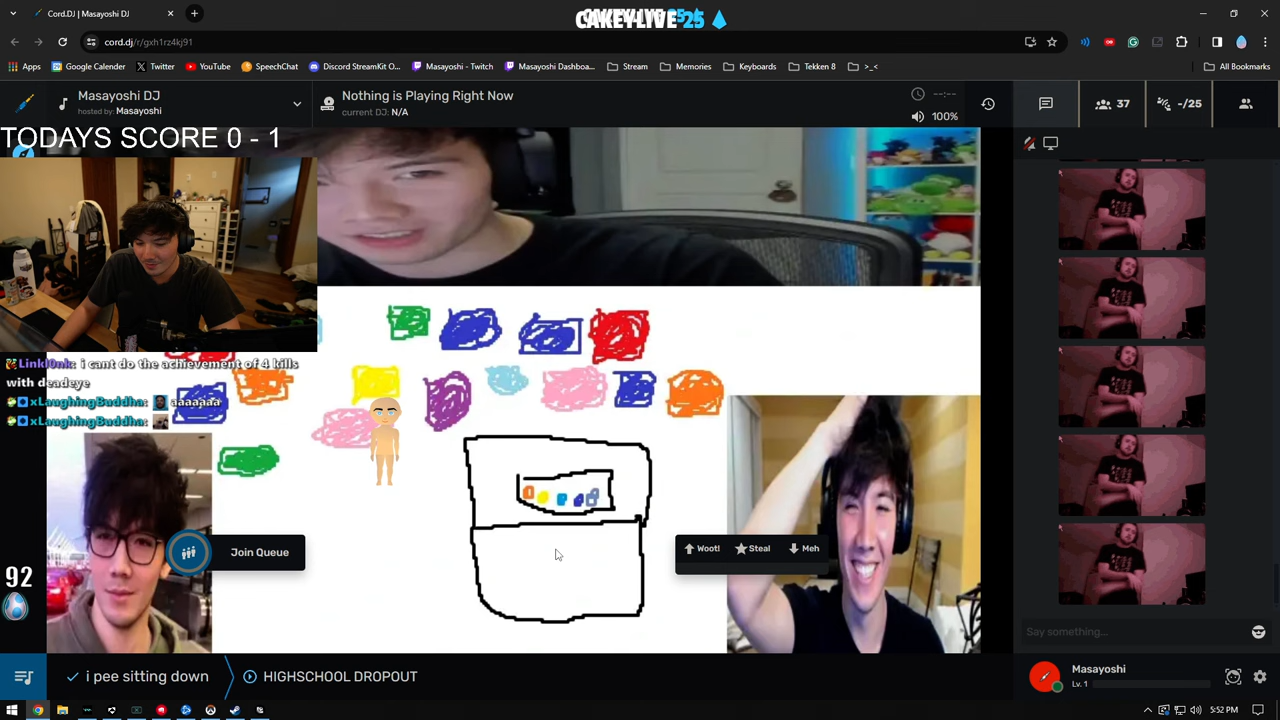 Cord.DJ | Masayoshi DJ
CAKEYLIVE 25
cord.dj/r/gxh1rz4kj91
Apps
Google Calender
Twitter
YouTube
SpeechChat
Discord StreamKit O...
Masayoshi - Twitch
Masayoshi Dashboa...
Stream
Memories
Keyboards
Tekken 8
>_<
All Bookmarks
Masayoshi DJ
hosted by: Masayoshi
Nothing is Playing Right Now
current DJ: N/A
--:--
100%
37
-/25
TODAYS SCORE 0 - 1
Linkl0nk: i cant do the achievement of 4 kills
with deadeye
xLaughingBuddha: aaaaaaa
xLaughingBuddha:
Join Queue
Woot!
Steal
Meh
92
Say something...
i pee sitting down
HIGHSCHOOL DROPOUT
Masayoshi
Lv. 1
5:52 PM